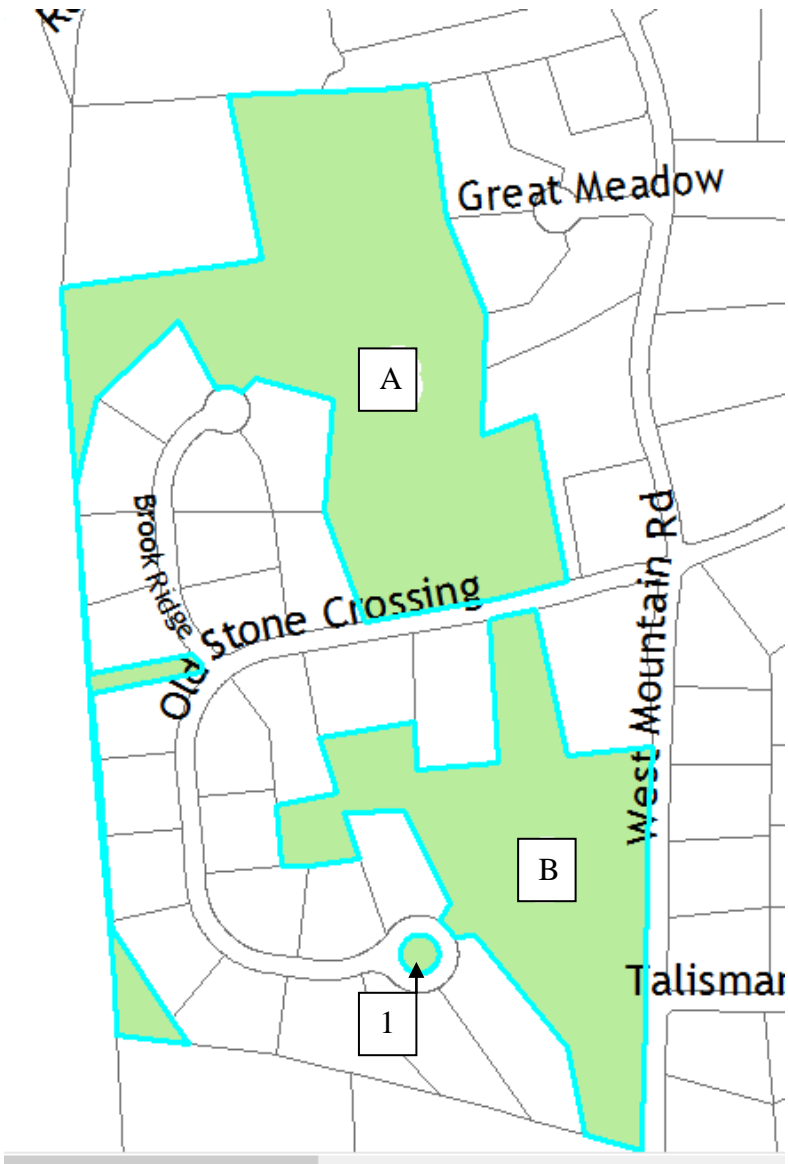 Great Meadow
A
Brook Ridge
Old Stone Crossing
West Mountain Rd
B
Talisman
1